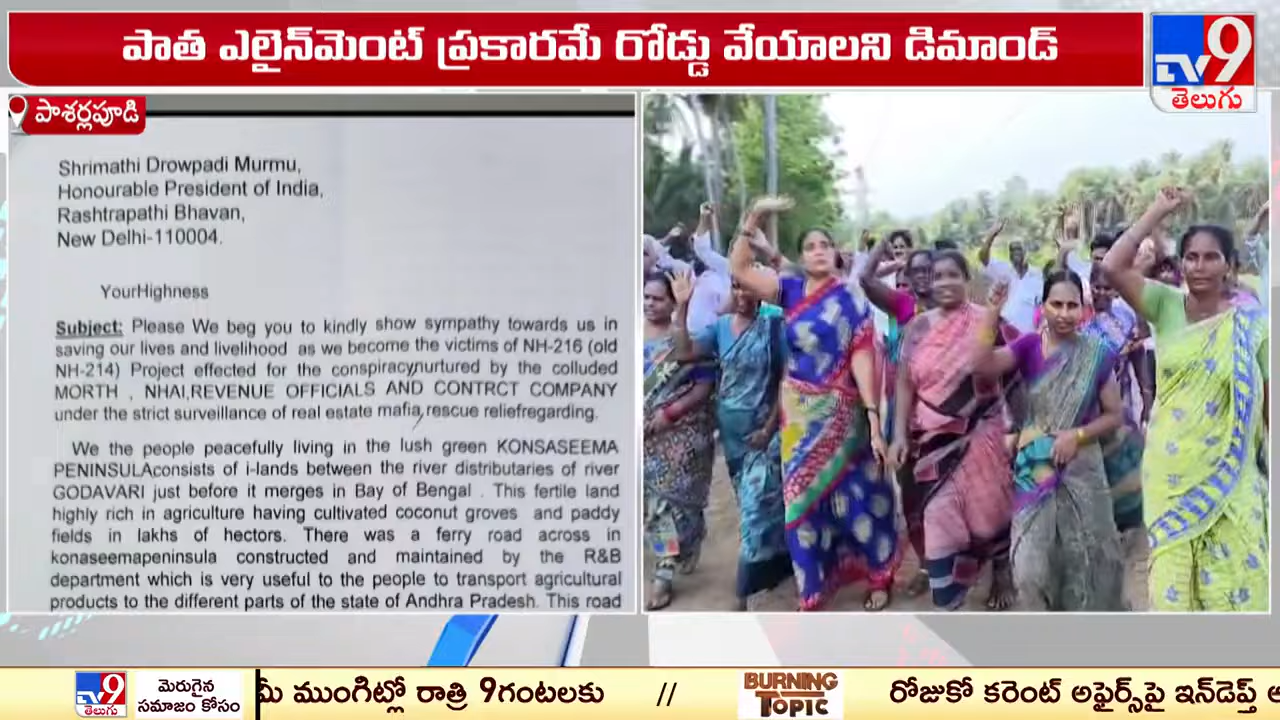 పాత ఎలైన్‌మెంట్ ప్రకారమే రోడ్డు వేయాలని డిమాండ్
TV9
తెలుగు
పాశర్లపూడి
Shrimathi Drowpadi Murmu,
Honourable President of India,
Rashtrapathi Bhavan,
New Delhi-110004.
YourHighness
Subject: Please We beg you to kindly show sympathy towards us in
saving our lives and livelihood as we become the victims of NH-216 (old
NH-214) Project effected for the conspiracynurtured by the colluded
MORTH , NHAI,REVENUE OFFICIALS AND CONTRCT COMPANY
under the strict surveillance of real estate mafia, rescue reliefregarding.
We the people peacefully living in the lush green KONSASEEMA
PENINSULAconsists of i-lands between the river distributaries of river
GODAVARI just before it merges in Bay of Bengal . This fertile land
highly rich in agriculture having cultivated coconut groves and paddy
fields in lakhs of hectors. There was a ferry road across in
konaseemapeninsula constructed and maintained by the R&B
department which is very useful to the people to transport agricultural
products to the different parts of the state of Andhra Pradesh. This road
TV9
తెలుగు
మెరుగైన
సమాజం కోసం
మీ ముంగిట్లో రాత్రి 9గంటలకు // BURNING TOPIC రోజుకో కరెంట్ అఫైర్స్‌పై ఇన్‌డెప్త్